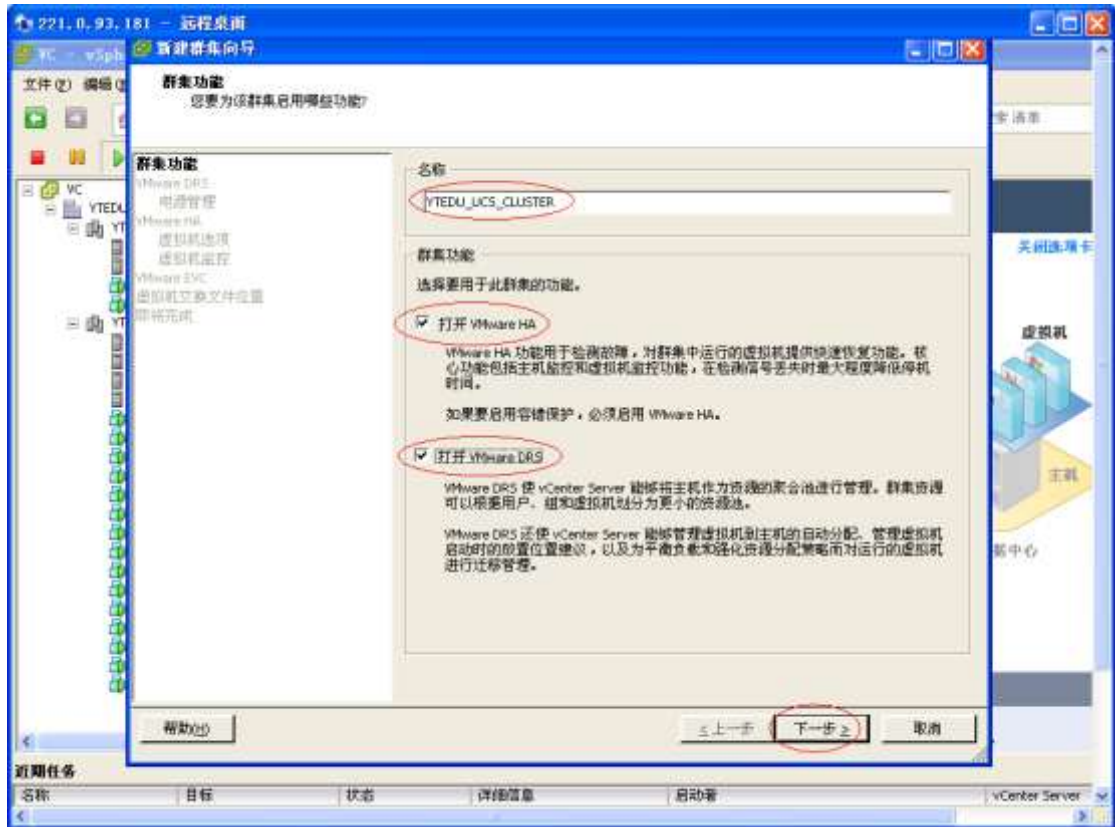 221.0.93.181 - 远程桌面
VC - vSph
新建群集向导
文件(F) 编辑
群集功能
您要为该群集启用哪些功能?
清单
群集功能
VMware DRS
电源管理
VMware HA
虚拟机选项
虚拟机监控
VMware EVC
虚拟机交换文件位置
即将完成
VC
YTEDU
YT
YT
名称
YTEDU_UCS_CLUSTER
群集功能
选择要用于此群集的功能。
打开 VMware HA
VMware HA 功能用于检测故障，对群集中运行的虚拟机提供快速恢复功能。核
心功能包括主机监控和虚拟机监控功能，在检测信号丢失时最大程度降低停机
时间。
如果要启用容错保护，必须启用 VMware HA。
打开 VMware DRS
VMware DRS 使 vCenter Server 能够将主机作为资源的聚合池进行管理。群集资源
可以根据用户、组和虚拟机划分为更小的资源池。
VMware DRS 还使 vCenter Server 能够管理虚拟机到主机的自动分配、管理虚拟机
启动时的放置位置建议，以及为平衡负载和强化资源分配策略而对运行的虚拟机
进行迁移管理。
关闭选项卡
虚拟机
主机
据中心
帮助(H)
≤上一步
下一步≥
取消
近期任务
名称 目标 状态 详细信息 启动者 vCenter Server